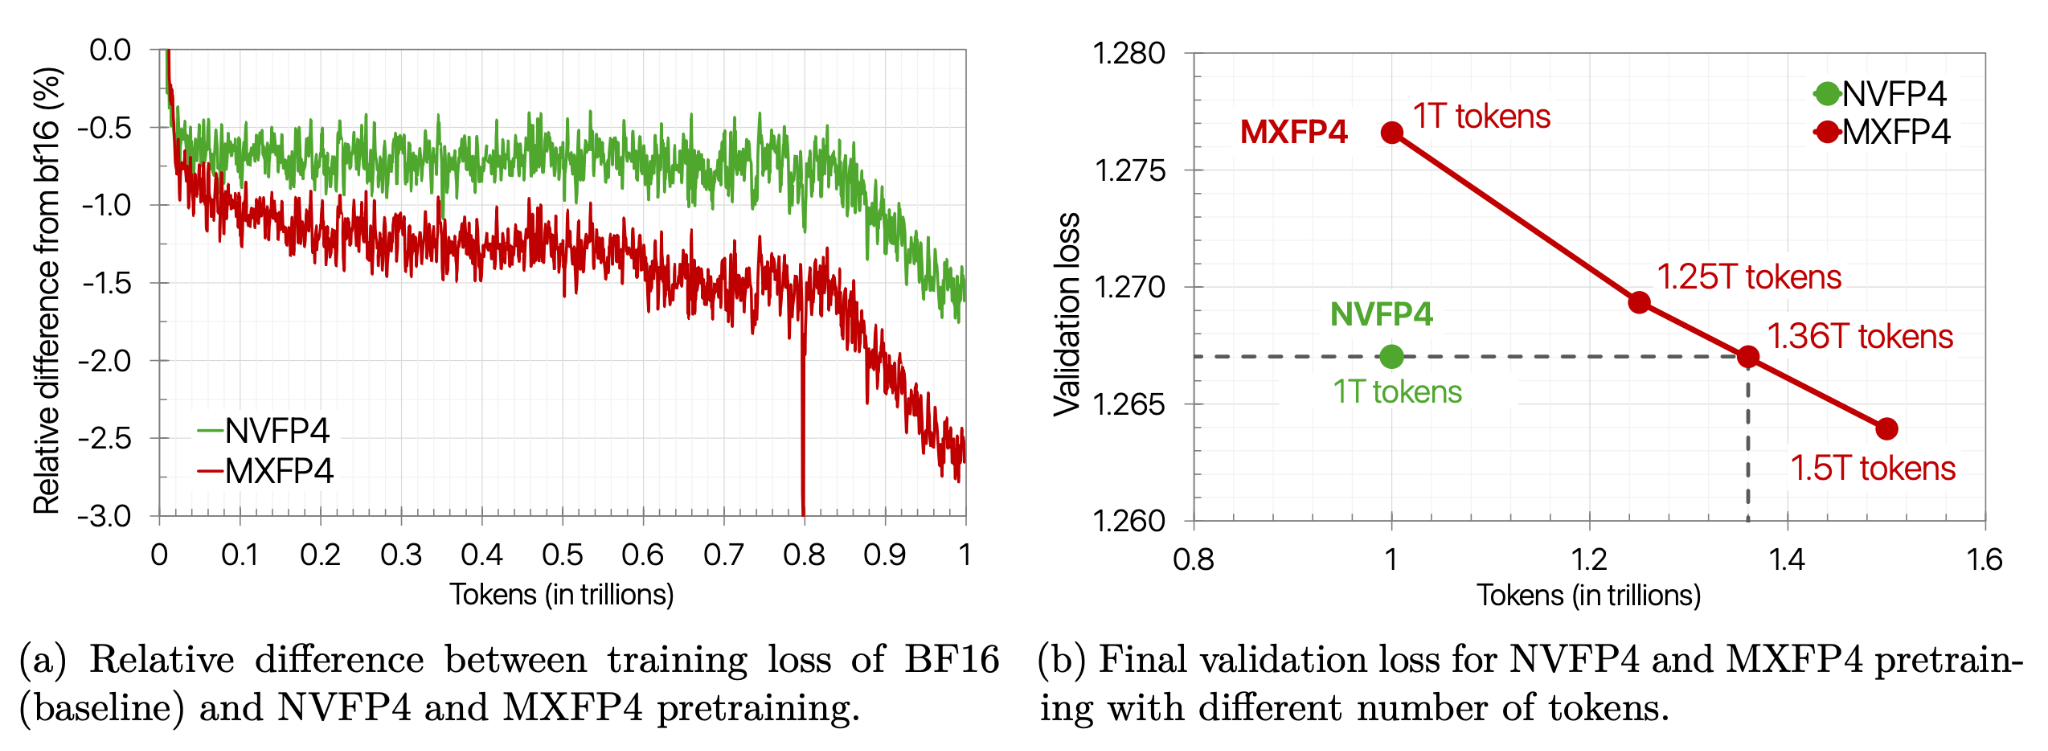 0.0
-0.5
-1.0
-1.5
-2.0
-2.5
-3.0
Relative difference from bf16 (%)
NVFP4
MXFP4
0 0.1 0.2 0.3 0.4 0.5 0.6 0.7 0.8 0.9 1
Tokens (in trillions)
(a) Relative difference between training loss of BF16
(baseline) and NVFP4 and MXFP4 pretraining.
1.280
1.275
1.270
1.265
1.260
Validation loss
NVFP4
MXFP4
MXFP4
1T tokens
1.25T tokens
NVFP4
1.36T tokens
1T tokens
1.5T tokens
0.8 1 1.2 1.4 1.6
Tokens (in trillions)
(b) Final validation loss for NVFP4 and MXFP4 pretrain-
ing with different number of tokens.